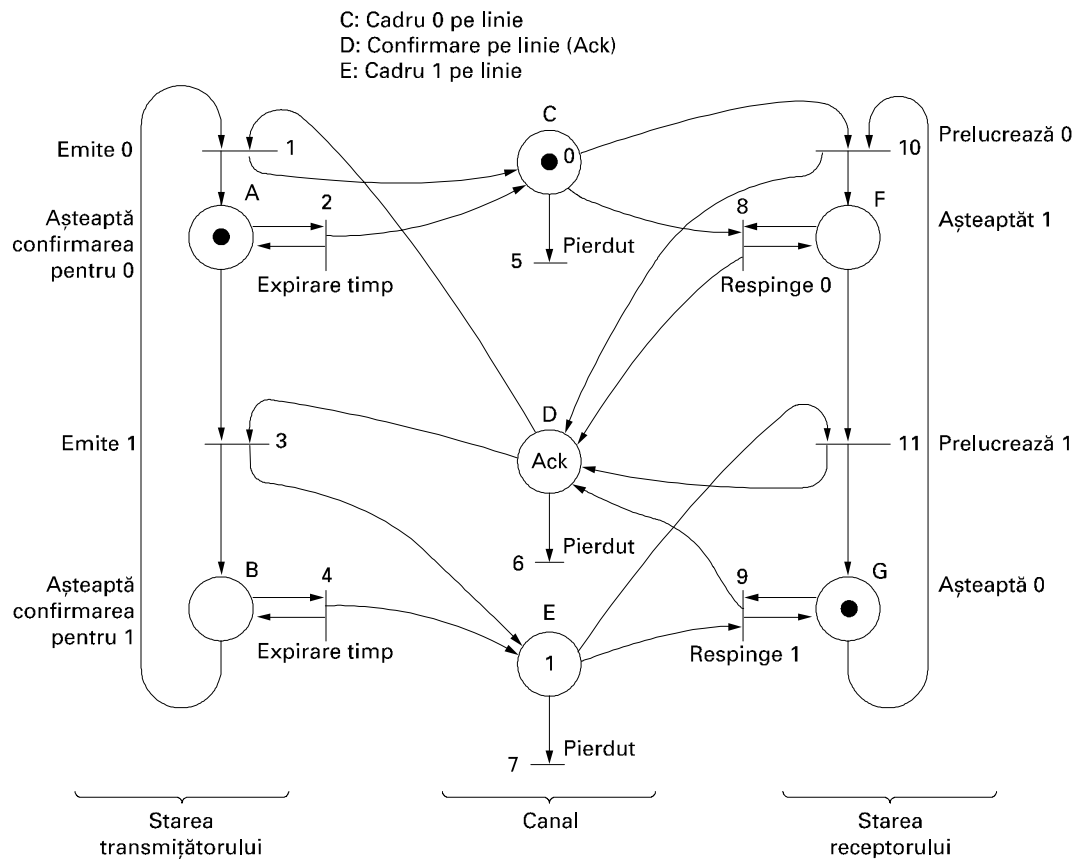 C: Cadru 0 pe linie
D: Confirmare pe linie (Ack)
E: Cadru 1 pe linie
C
Emite 0
1
0
10
Prelucrează 0
A
2
8
F
Așteaptă
confirmarea
pentru 0
Pierdut
5
Așteaptăt 1
Expirare timp
Respinge 0
D
Emite 1
3
Ack
11
Prelucrează 1
Pierdut
6
B
4
9
G
Așteaptă
confirmarea
pentru 1
E
Așteaptă 0
Expirare timp
1
Respinge 1
Pierdut
7
Starea
transmițătorului
Canal
Starea
receptorului